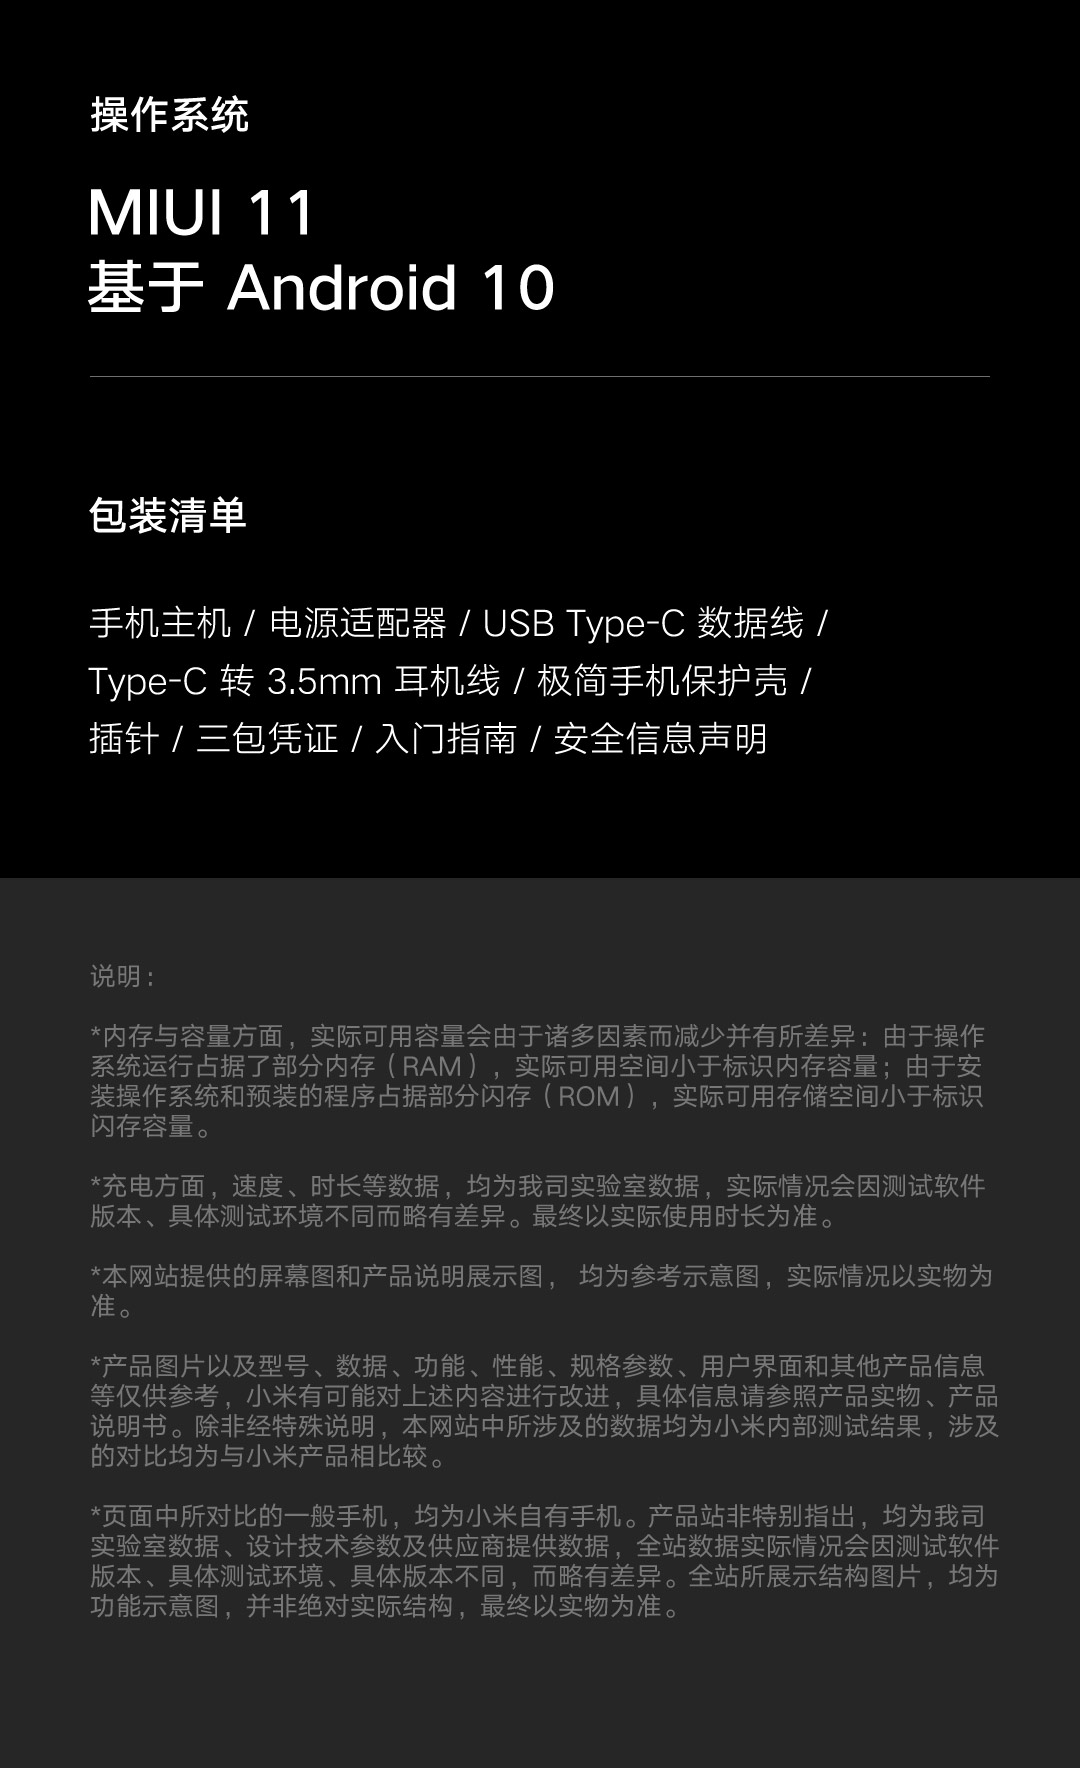 操作系统
MIUI 11
基于 Android 10
包装清单
手机主机 / 电源适配器 / USB Type-C 数据线 /
Type-C 转 3.5mm 耳机线 / 极简手机保护壳 /
插针 / 三包凭证 / 入门指南 / 安全信息声明
说明：
*内存与容量方面，实际可用容量会由于诸多因素而减少并有所差异：由于操作
系统运行占据了部分内存（RAM），实际可用空间小于标识内存容量；由于安
装操作系统和预装的程序占据部分闪存（ROM），实际可用存储空间小于标识
闪存容量。
*充电方面，速度、时长等数据，均为我司实验室数据，实际情况会因测试软件
版本、具体测试环境不同而略有差异。最终以实际使用时长为准。
*本网站提供的屏幕图和产品说明展示图， 均为参考示意图，实际情况以实物为
准。
*产品图片以及型号、数据、功能、性能、规格参数、用户界面和其他产品信息
等仅供参考，小米有可能对上述内容进行改进，具体信息请参照产品实物、产品
说明书。除非经特殊说明，本网站中所涉及的数据均为小米内部测试结果，涉及
的对比均为与小米产品相比较。
*页面中所对比的一般手机，均为小米自有手机。产品站非特别指出，均为我司
实验室数据、设计技术参数及供应商提供数据，全站数据实际情况会因测试软件
版本、具体测试环境、具体版本不同，而略有差异。全站所展示结构图片，均为
功能示意图，并非绝对实际结构，最终以实物为准。